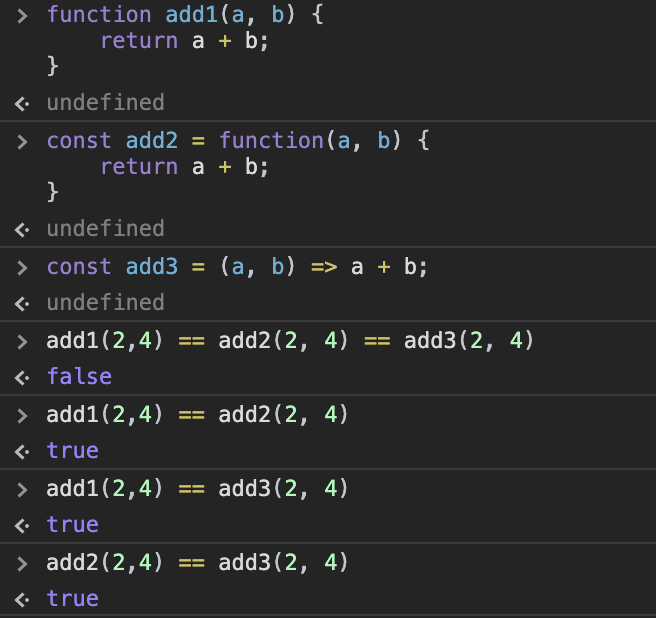 > function add1(a, b) {
    return a + b;
}
<· undefined
> const add2 = function(a, b) {
    return a + b;
}
<· undefined
> const add3 = (a, b) => a + b;
<· undefined
> add1(2,4) == add2(2, 4) == add3(2, 4)
<· false
> add1(2,4) == add2(2, 4)
<· true
> add1(2,4) == add3(2, 4)
<· true
> add2(2,4) == add3(2, 4)
<· true